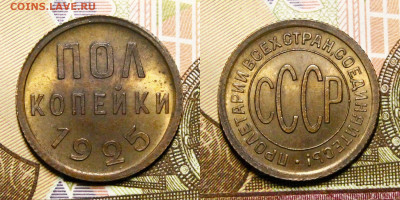 COINS.LAVE.RU
ПОЛ
КОПЕЙКИ
1925
ПРОЛЕТАРИИ ВСЕХ СТРАН, СОЕДИНЯЙТЕСЬ!
СССР